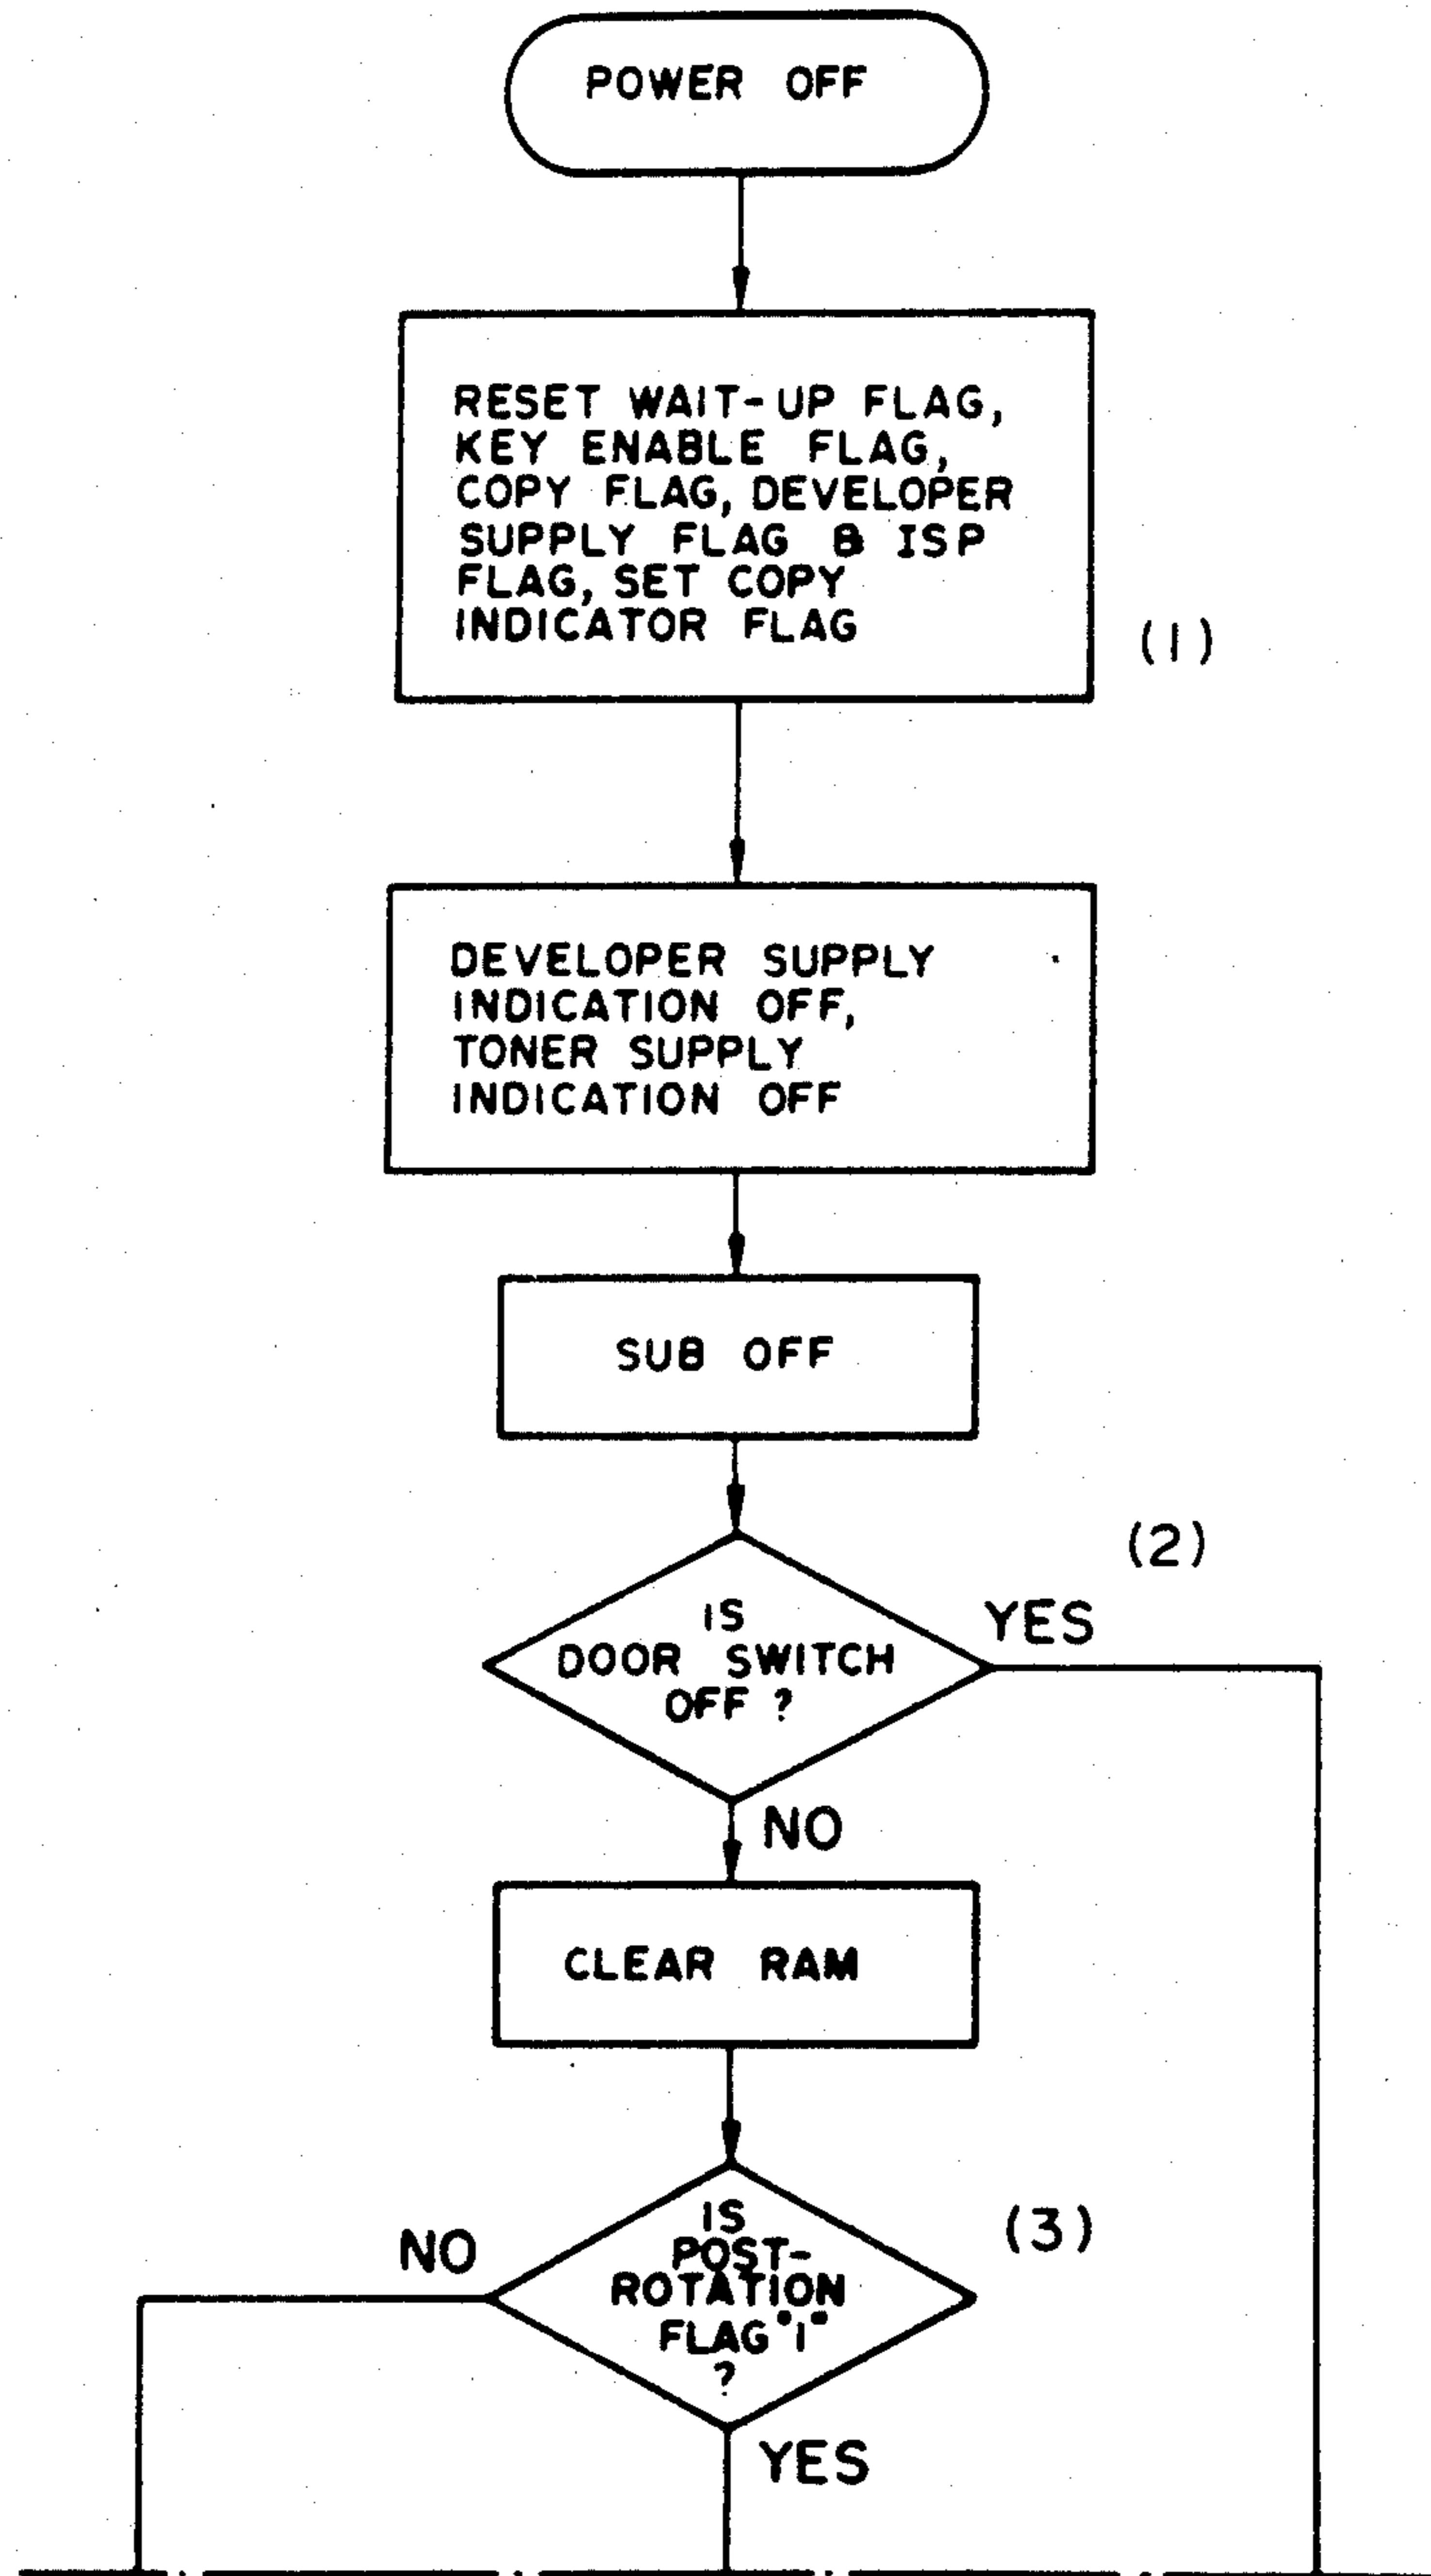 POWER OFF
RESET WAIT-UP FLAG,
KEY ENABLE FLAG,
COPY FLAG, DEVELOPER
SUPPLY FLAG & ISP
FLAG, SET COPY
INDICATOR FLAG
(1)
DEVELOPER SUPPLY
INDICATION OFF,
TONER SUPPLY
INDICATION OFF
SUB OFF
(2)
IS
DOOR SWITCH
OFF ?
YES
NO
CLEAR RAM
(3)
IS
POST-
ROTATION
FLAG "1"
?
NO
YES